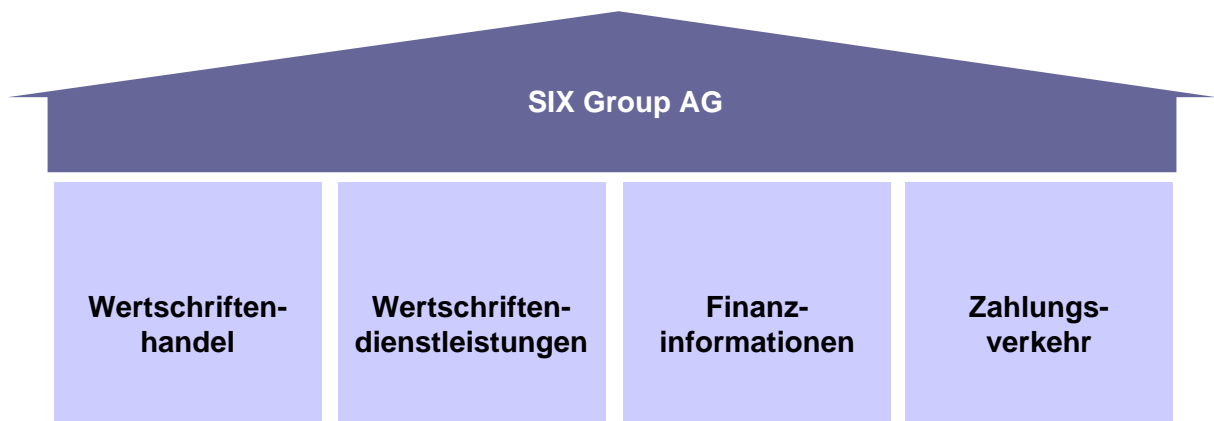 SIX Group AG
Wertschriften-
handel
Wertschriften-
dienstleistungen
Finanz-
informationen
Zahlungs-
verkehr